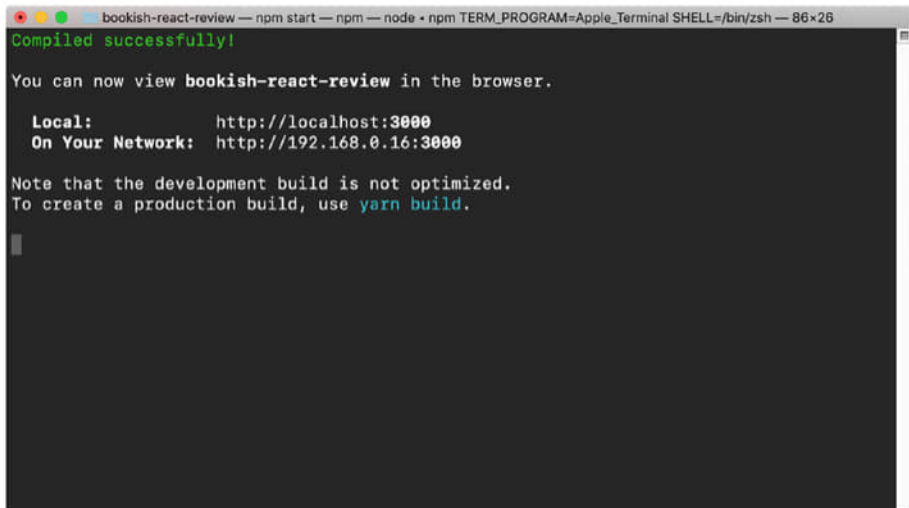 bookish-react-review — npm start — npm — node ◂ npm TERM_PROGRAM=Apple_Terminal SHELL=/bin/zsh — 86×26
Compiled successfully!
You can now view bookish-react-review in the browser.
Local: http://localhost:3000
On Your Network: http://192.168.0.16:3000
Note that the development build is not optimized.
To create a production build, use yarn build.